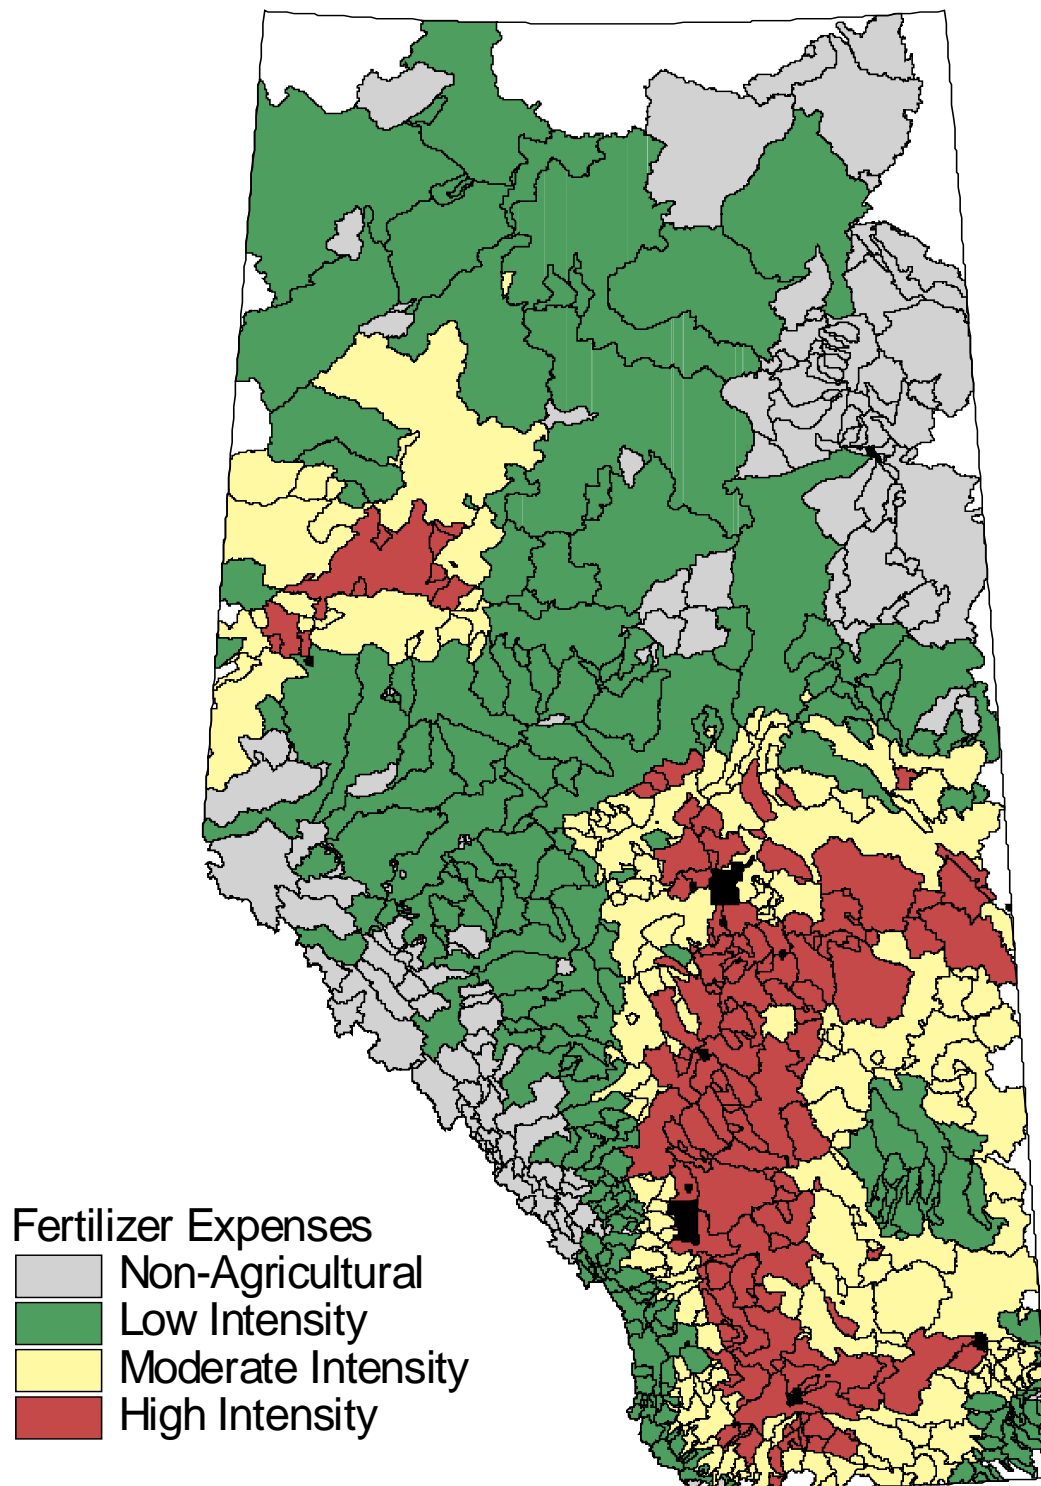 Fertilizer Expenses
Non-Agricultural
Low Intensity
Moderate Intensity
High Intensity